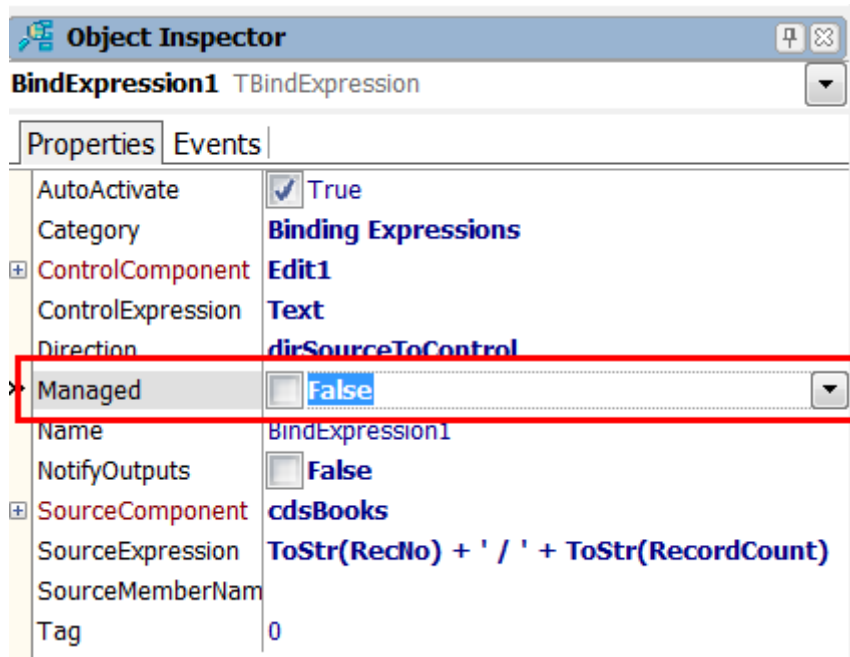 Object Inspector
BindExpression1 TBindExpression
Properties Events
AutoActivate True
Category Binding Expressions
ControlComponent Edit1
ControlExpression Text
Direction dirSourceToControl
Managed False
Name BindExpression1
NotifyOutputs False
SourceComponent cdsBooks
SourceExpression ToStr(RecNo) + ' / ' + ToStr(RecordCount)
SourceMemberNam
Tag 0